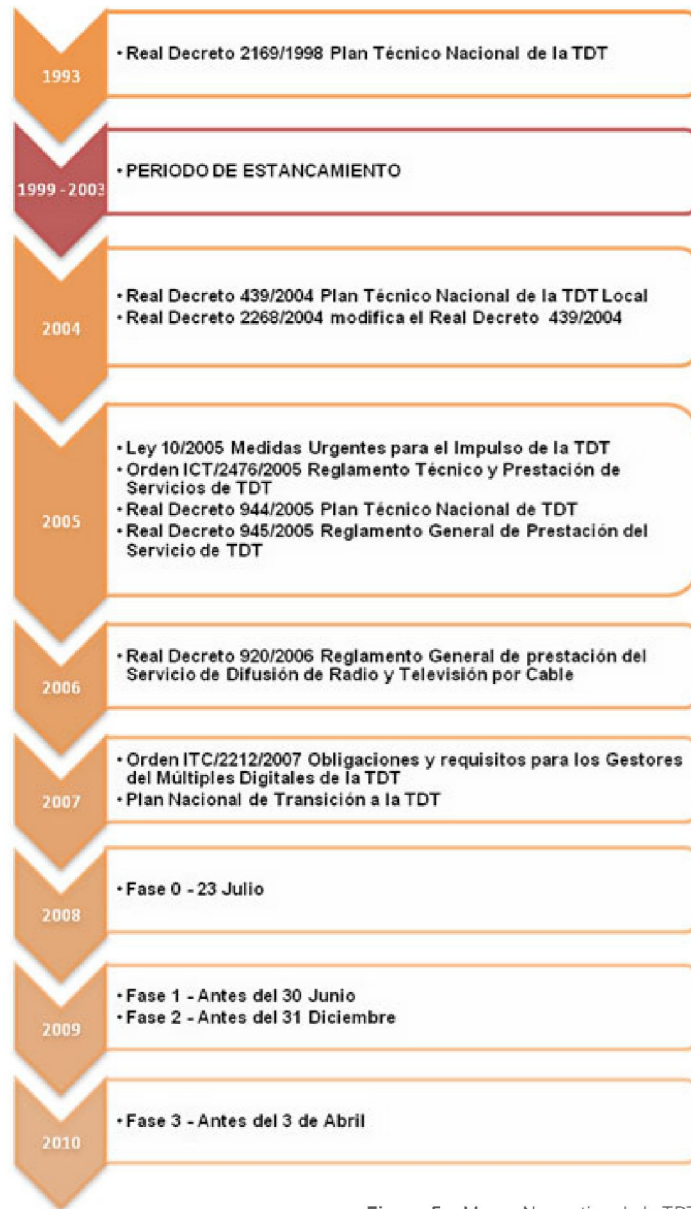 1993
• Real Decreto 2169/1998 Plan Técnico Nacional de la TDT
1999 - 2003
• PERIODO DE ESTANCAMIENTO
2004
• Real Decreto 439/2004 Plan Técnico Nacional de la TDT Local
• Real Decreto 2268/2004 modifica el Real Decreto 439/2004
2005
• Ley 10/2005 Medidas Urgentes para el Impulso de la TDT
• Orden ICT/2476/2005 Reglamento Técnico y Prestación de
Servicios de TDT
• Real Decreto 944/2005 Plan Técnico Nacional de TDT
• Real Decreto 945/2005 Reglamento General de Prestación del
Servicio de TDT
2006
• Real Decreto 920/2006 Reglamento General de prestación del
Servicio de Difusión de Radio y Televisión por Cable
2007
• Orden ITC/2212/2007 Obligaciones y requisitos para los Gestores
del Múltiples Digitales de la TDT
• Plan Nacional de Transición a la TDT
2008
• Fase 0 - 23 Julio
2009
• Fase 1 - Antes del 30 Junio
• Fase 2 - Antes del 31 Diciembre
2010
• Fase 3 - Antes del 3 de Abril